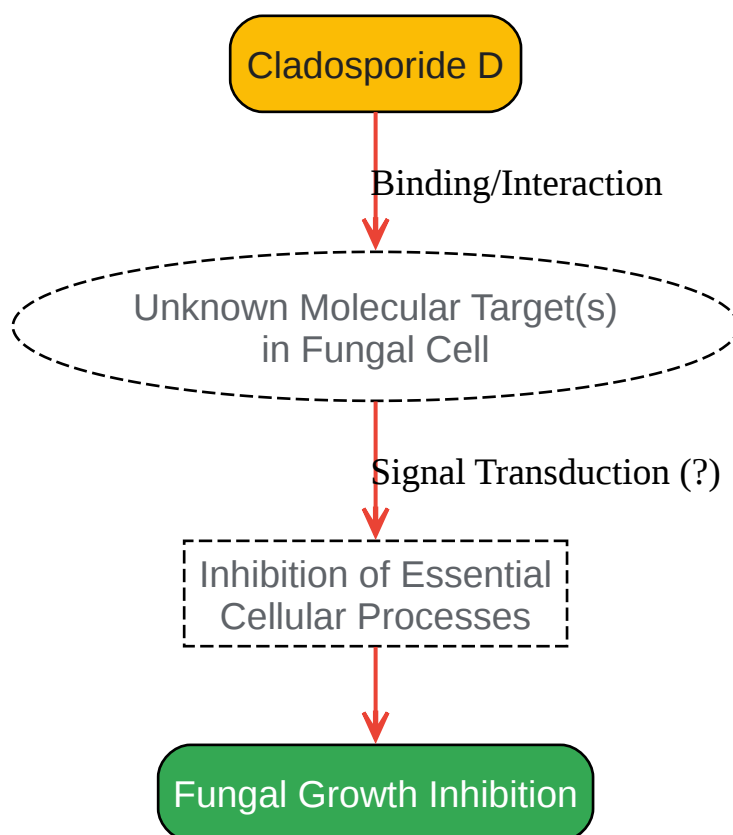 Cladosporide D
Binding/Interaction
Unknown Molecular Target(s)
in Fungal Cell
Signal Transduction (?)
Inhibition of Essential
Cellular Processes
Fungal Growth Inhibition